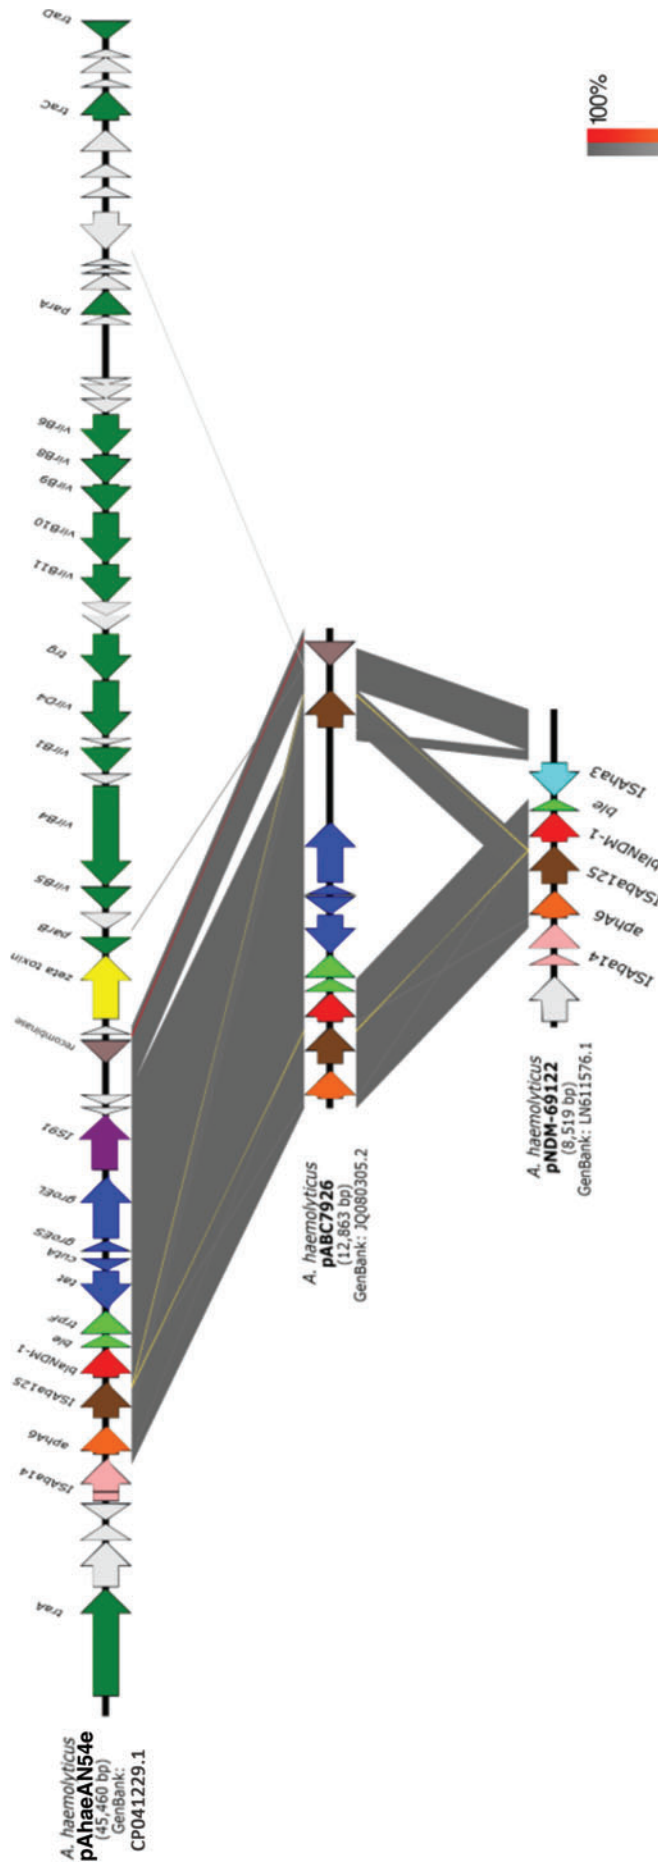 A. haemolyticus
pAhaeAN54e
(45,460 bp)
GenBank:
CP041229.1
traA
ISAba14
aphA6
ISAba125
blaNDM-1
ble
trpF
tat
cutA
groES
groEL
IS91
recombinase
zeta toxin
parB
virB5
virB4
virB1
virD4
trg
virB11
virB10
virB9
virB8
virB6
parA
traC
traD
A. haemolyticus
pABC7926
(12,863 bp)
GenBank: JQ080305.2
A. haemolyticus
pNDM-69122
(8,519 bp)
GenBank: LN611576.1
ISAba14
aphA6
ISAba125
blaNDM-1
ble
ISAha3
100%